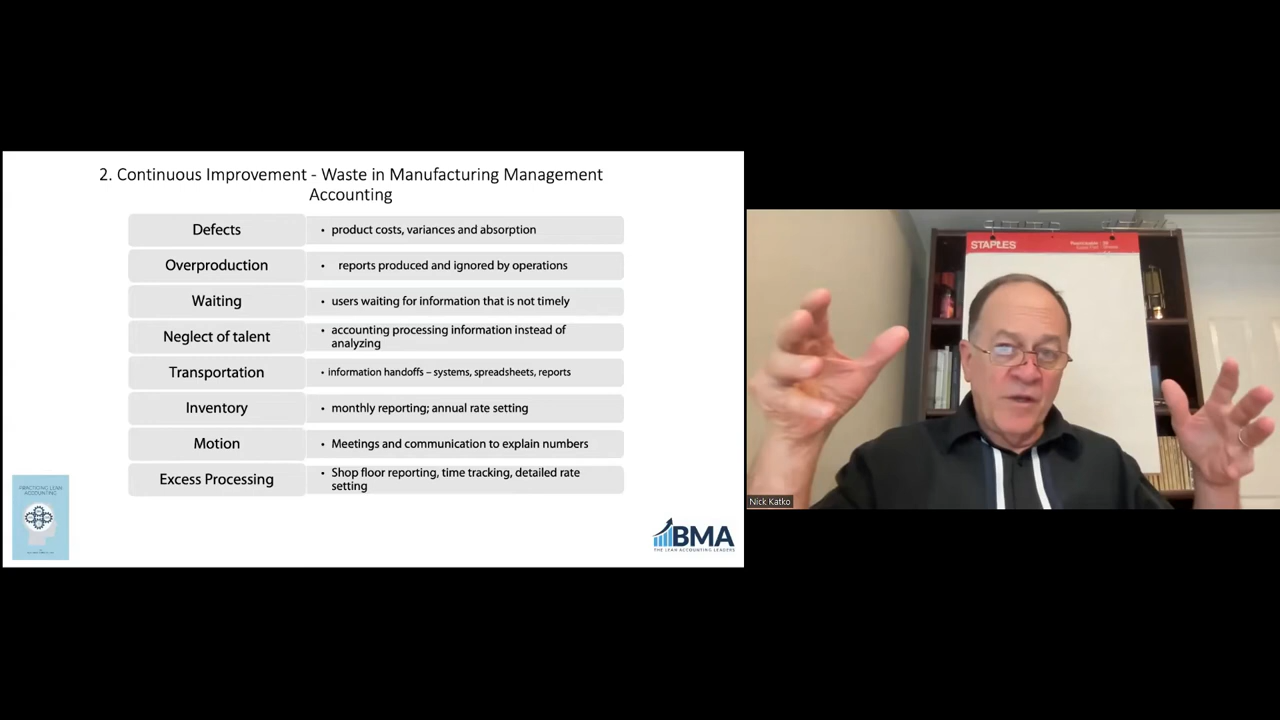 2. Continuous Improvement - Waste in Manufacturing Management
Accounting
Defects
• product costs, variances and absorption
Overproduction
• reports produced and ignored by operations
Waiting
• users waiting for information that is not timely
Neglect of talent
• accounting processing information instead of
analyzing
Transportation
• information handoffs – systems, spreadsheets, reports
Inventory
• monthly reporting; annual rate setting
Motion
• Meetings and communication to explain numbers
Excess Processing
• Shop floor reporting, time tracking, detailed rate
setting
PRACTICING LEAN
ACCOUNTING
BMA
THE LEAN ACCOUNTING LEADERS
STAPLES
Nick Katko